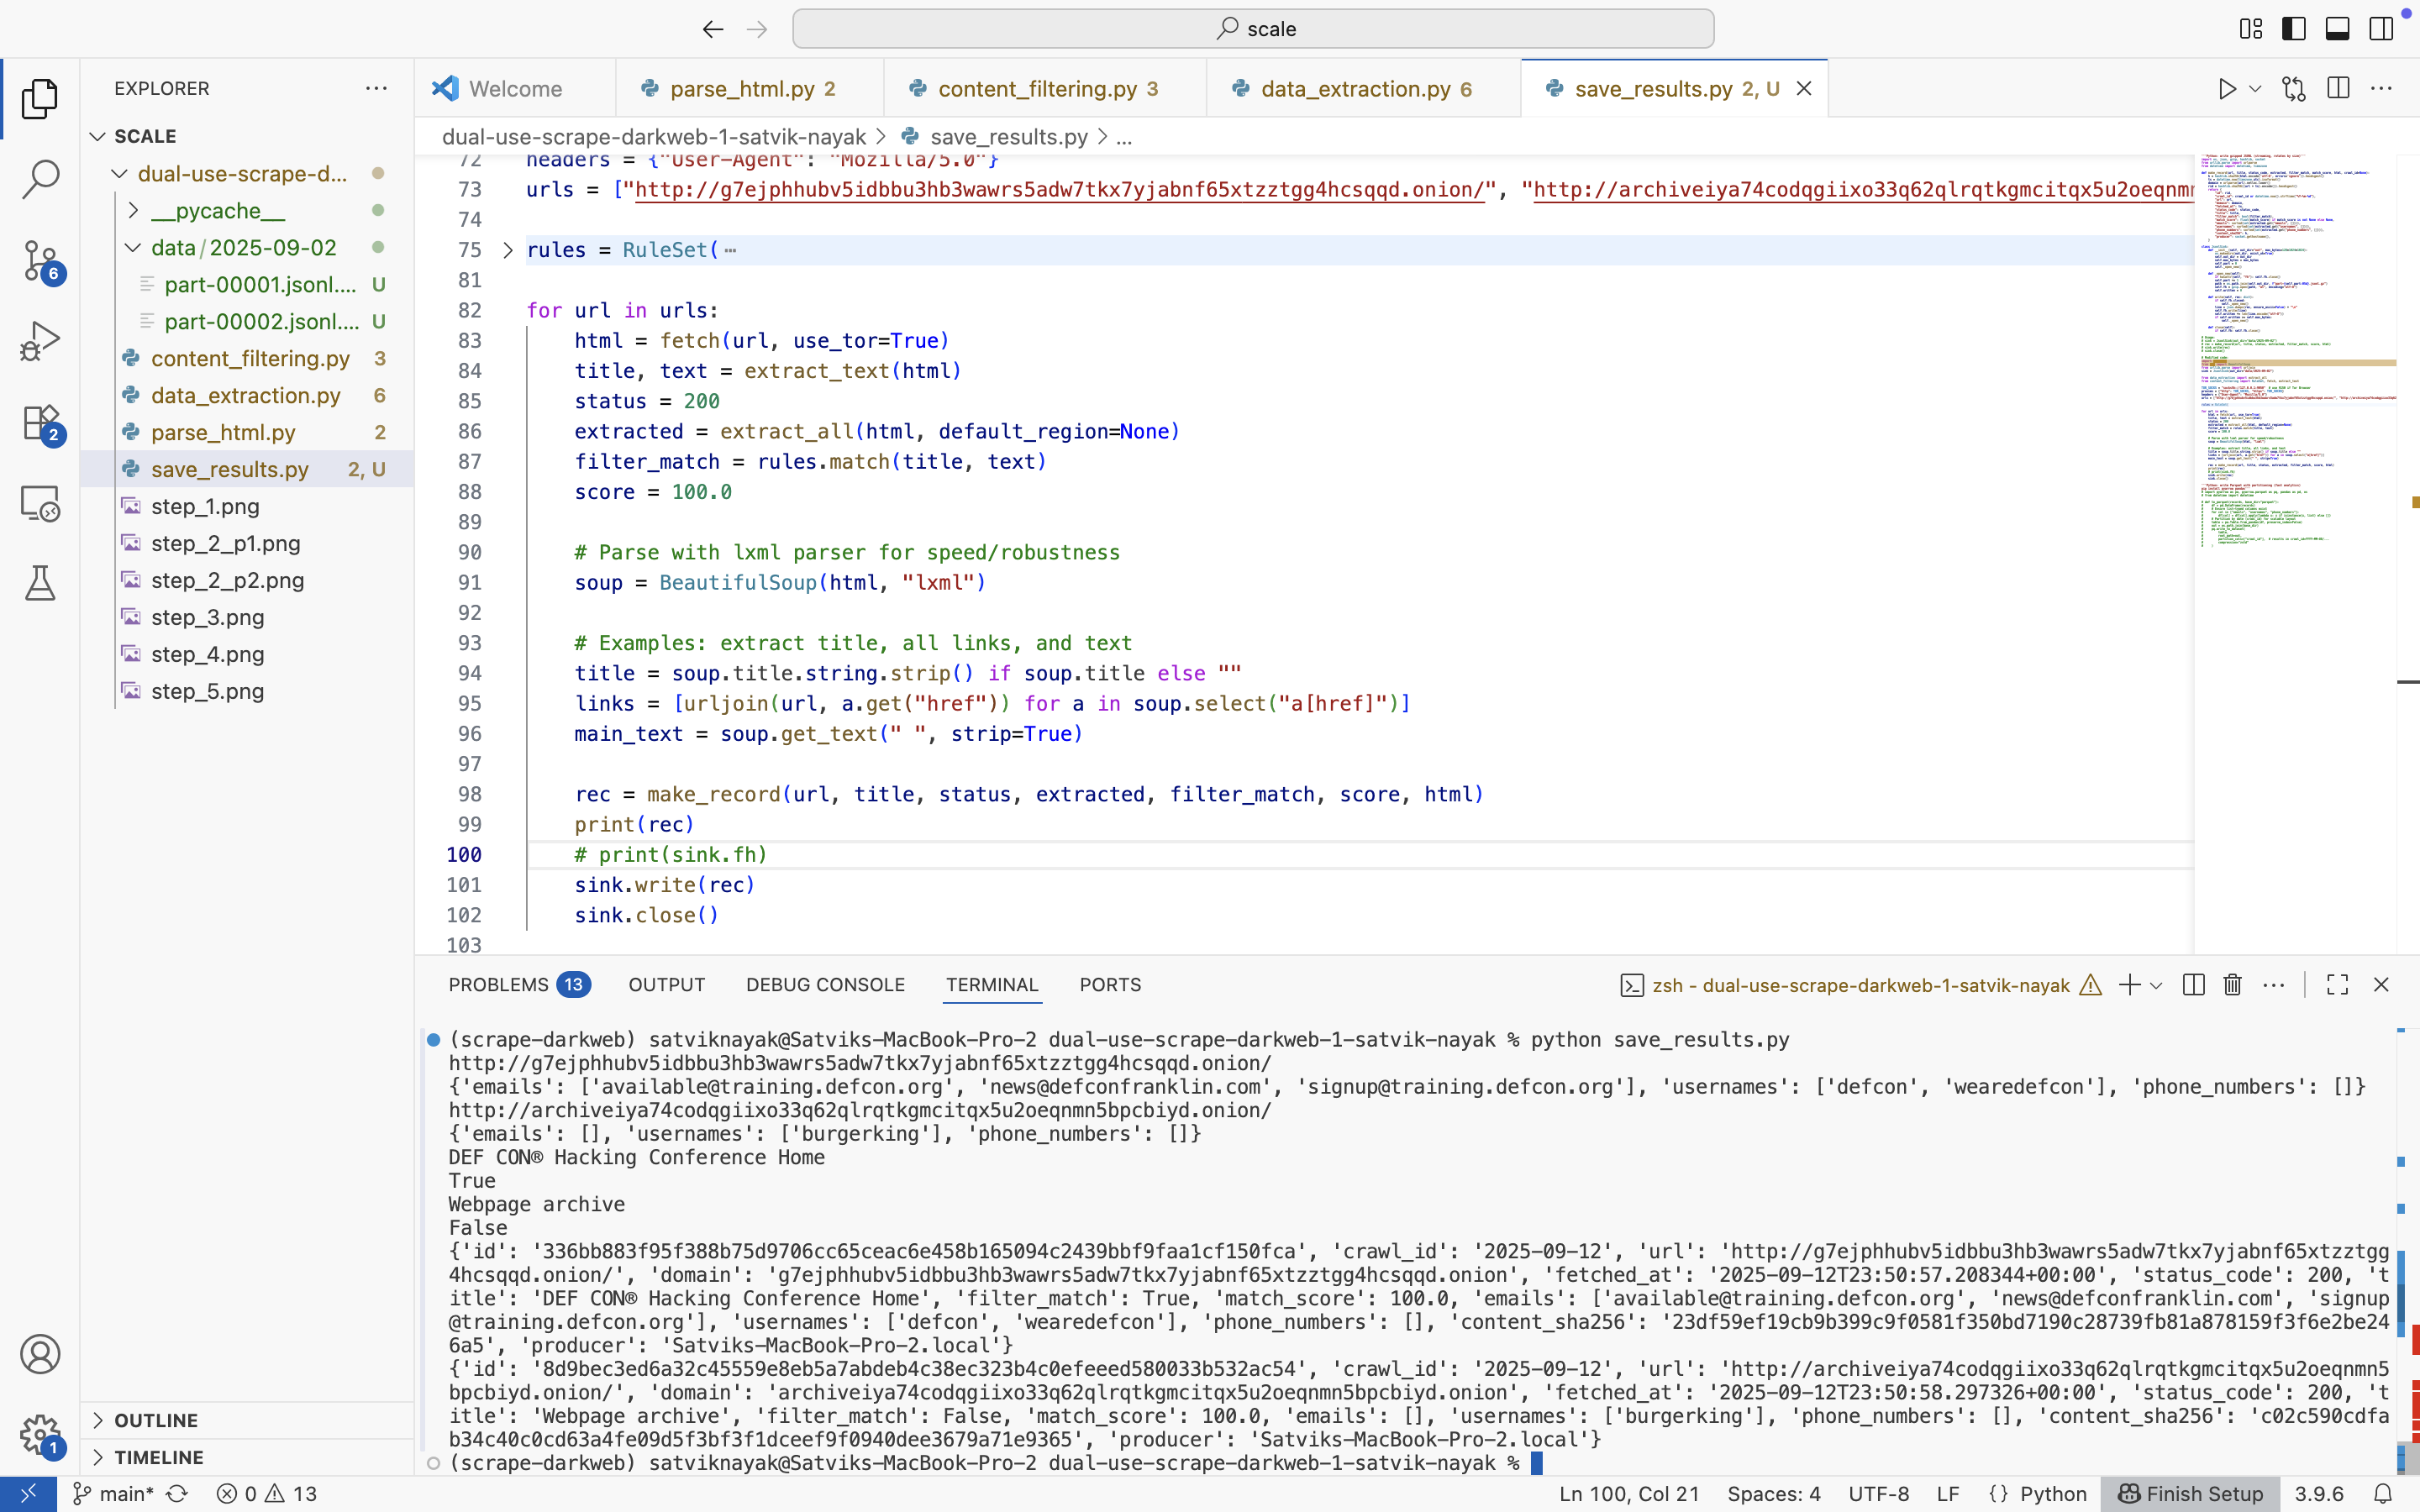 scale
EXPLORER
Welcome
parse_html.py 2
content_filtering.py 3
data_extraction.py 6
save_results.py 2, U
SCALE
dual-use-scrape-d...
__pycache__
data/2025-09-02
part-00001.jsonl.... U
part-00002.jsonl.... U
content_filtering.py 3
data_extraction.py 6
parse_html.py 2
save_results.py 2, U
step_1.png
step_2_p1.png
step_2_p2.png
step_3.png
step_4.png
step_5.png
OUTLINE
TIMELINE
6
2
1
dual-use-scrape-darkweb-1-satvik-nayak > save_results.py > ...
72 headers = {"User-Agent": "Mozilla/5.0"}
73 urls = ["http://g7ejphhubv5idbbu3hb3wawrs5adw7tkx7yjabnf65xtzztgg4hcsqqd.onion/", "http://archiveiya74codqgiixo33q62qlrqtkgmcitqx5u2oeqnmn
74
75 rules = RuleSet(⋯
81
82 for url in urls:
83 html = fetch(url, use_tor=True)
84 title, text = extract_text(html)
85 status = 200
86 extracted = extract_all(html, default_region=None)
87 filter_match = rules.match(title, text)
88 score = 100.0
89
90 # Parse with lxml parser for speed/robustness
91 soup = BeautifulSoup(html, "lxml")
92
93 # Examples: extract title, all links, and text
94 title = soup.title.string.strip() if soup.title else ""
95 links = [urljoin(url, a.get("href")) for a in soup.select("a[href]")]
96 main_text = soup.get_text(" ", strip=True)
97
98 rec = make_record(url, title, status, extracted, filter_match, score, html)
99 print(rec)
100 # print(sink.fh)
101 sink.write(rec)
102 sink.close()
103
PROBLEMS 13 OUTPUT DEBUG CONSOLE TERMINAL PORTS
zsh - dual-use-scrape-darkweb-1-satvik-nayak
(scrape-darkweb) satviknayak@Satviks-MacBook-Pro-2 dual-use-scrape-darkweb-1-satvik-nayak % python save_results.py
http://g7ejphhubv5idbbu3hb3wawrs5adw7tkx7yjabnf65xtzztgg4hcsqqd.onion/
{'emails': ['available@training.defcon.org', 'news@defconfranklin.com', 'signup@training.defcon.org'], 'usernames': ['defcon', 'wearedefcon'], 'phone_numbers': []}
http://archiveiya74codqgiixo33q62qlrqtkgmcitqx5u2oeqnmn5bpcbiyd.onion/
{'emails': [], 'usernames': ['burgerking'], 'phone_numbers': []}
DEF CON® Hacking Conference Home
True
Webpage archive
False
{'id': '336bb883f95f388b75d9706cc65ceac6e458b165094c2439bbf9faa1cf150fca', 'crawl_id': '2025-09-12', 'url': 'http://g7ejphhubv5idbbu3hb3wawrs5adw7tkx7yjabnf65xtzztgg
4hcsqqd.onion/', 'domain': 'g7ejphhubv5idbbu3hb3wawrs5adw7tkx7yjabnf65xtzztgg4hcsqqd.onion', 'fetched_at': '2025-09-12T23:50:57.208344+00:00', 'status_code': 200, 't
itle': 'DEF CON® Hacking Conference Home', 'filter_match': True, 'match_score': 100.0, 'emails': ['available@training.defcon.org', 'news@defconfranklin.com', 'signup
@training.defcon.org'], 'usernames': ['defcon', 'wearedefcon'], 'phone_numbers': [], 'content_sha256': '23df59ef19cb9b399c9f0581f350bd7190c28739fb81a878159f3f6e2be24
6a5', 'producer': 'Satviks-MacBook-Pro-2.local'}
{'id': '8d9bec3ed6a32c45559e8eb5a7abdeb4c38ec323b4c0efeeed580033b532ac54', 'crawl_id': '2025-09-12', 'url': 'http://archiveiya74codqgiixo33q62qlrqtkgmcitqx5u2oeqnmn5
bpcbiyd.onion/', 'domain': 'archiveiya74codqgiixo33q62qlrqtkgmcitqx5u2oeqnmn5bpcbiyd.onion', 'fetched_at': '2025-09-12T23:50:58.297326+00:00', 'status_code': 200, 't
itle': 'Webpage archive', 'filter_match': False, 'match_score': 100.0, 'emails': [], 'usernames': ['burgerking'], 'phone_numbers': [], 'content_sha256': 'c02c590cdfa
b34c40c0cd63a4fe09d5f3bf3f1dceef9f0940dee3679a71e9365', 'producer': 'Satviks-MacBook-Pro-2.local'}
(scrape-darkweb) satviknayak@Satviks-MacBook-Pro-2 dual-use-scrape-darkweb-1-satvik-nayak %
main* 0 13 Ln 100, Col 21 Spaces: 4 UTF-8 LF {} Python Finish Setup 3.9.6